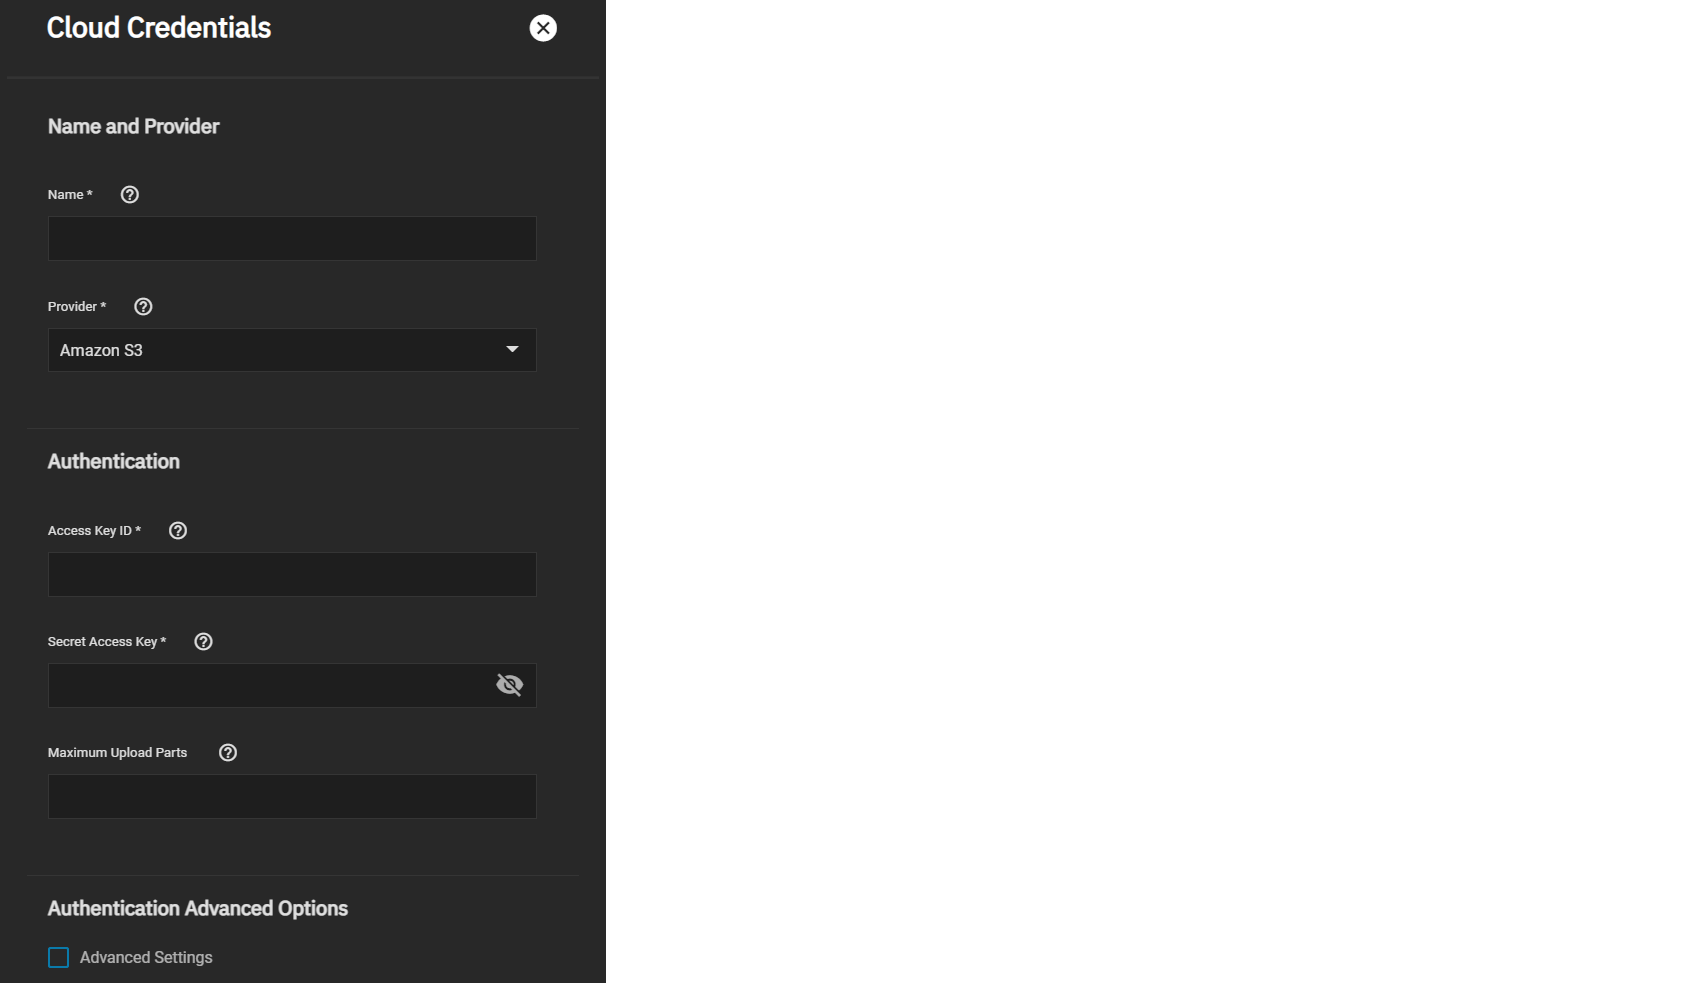 Cloud Credentials
Name and Provider
Name *
Provider *
Amazon S3
Authentication
Access Key ID *
Secret Access Key *
Maximum Upload Parts
Authentication Advanced Options
Advanced Settings